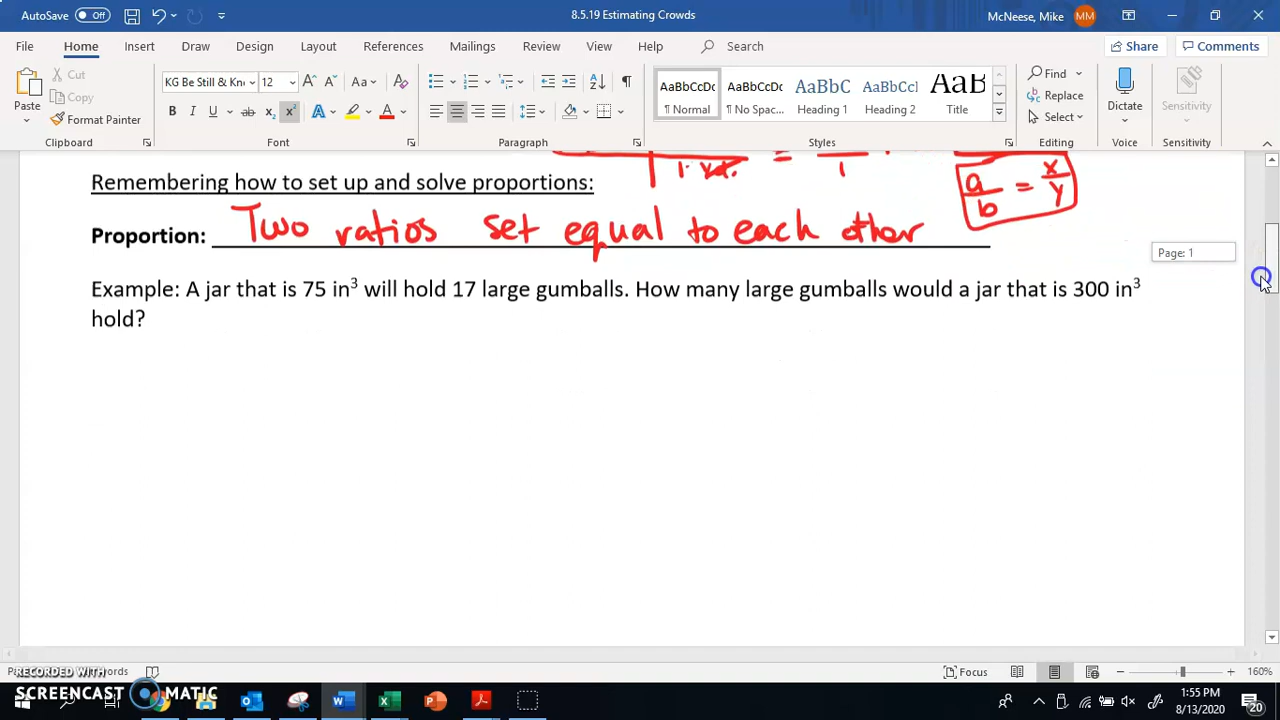 AutoSave Off
8.5.19 Estimating Crowds
McNeese, Mike MM
File Home Insert Draw Design Layout References Mailings Review View Help Search Share Comments
Paste Cut Copy Format Painter
KG Be Still & Kn 12
AaBbCcDc AaBbCcDc AaBbC AaBbCcI AaB
¶ Normal ¶ No Spac... Heading 1 Heading 2 Title
Find Replace Select
Dictate Sensitivity
Clipboard Font Paragraph Styles Editing Voice Sensitivity
= 1
Remembering how to set up and solve proportions:
a/b = x/y
Proportion: Two ratios set equal to each other
Page: 1
Example: A jar that is 75 in³ will hold 17 large gumballs. How many large gumballs would a jar that is 300 in³
hold?
words Focus 160%
RECORDED WITH
SCREENCAST MATIC
1:55 PM
8/13/2020
20